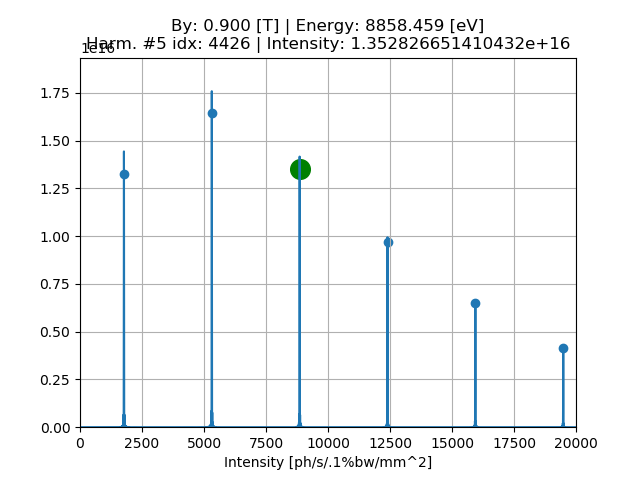 By: 0.900 [T] | Energy: 8858.459 [eV]
Harm. #5 idx: 4426 | Intensity: 1.352826651410432e+16
1e16
1.75
1.50
1.25
1.00
0.75
0.50
0.25
0.00
0 2500 5000 7500 10000 12500 15000 17500 20000
Intensity [ph/s/.1%bw/mm^2]